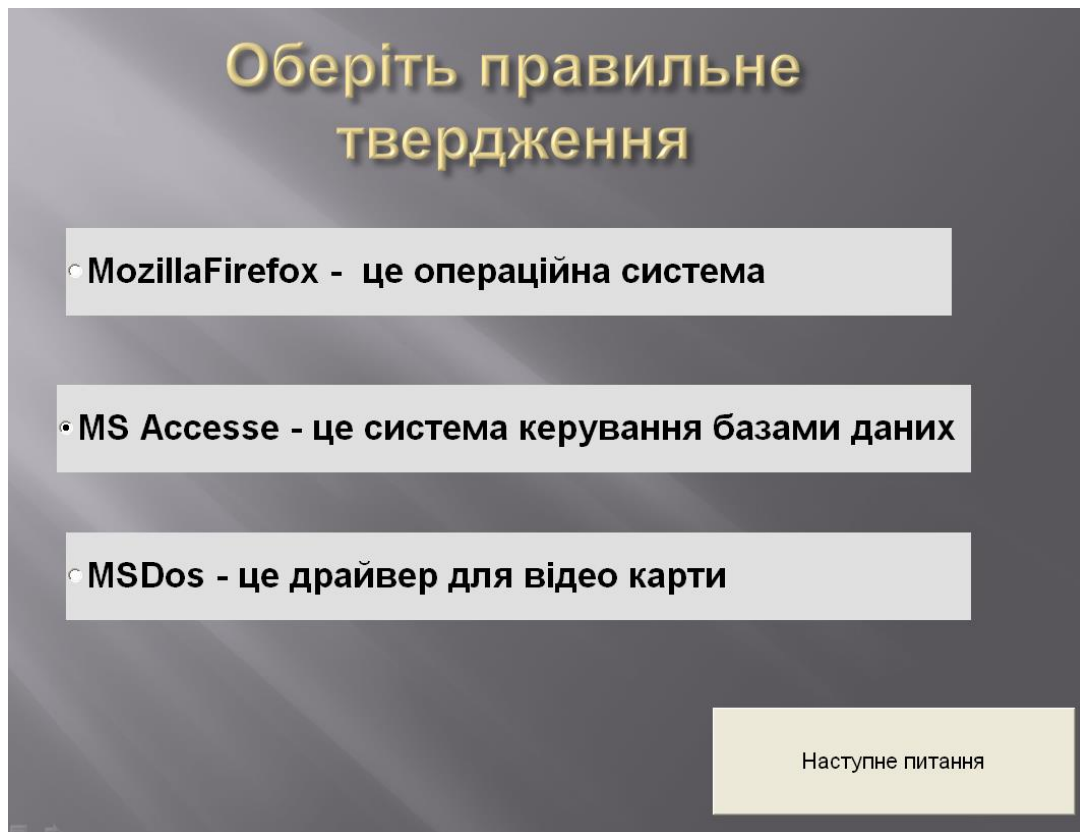 Оберіть правильне
твердження
MozillaFirefox - це операційна система
MS Accesse - це система керування базами даних
MSDos - це драйвер для відео карти
Наступне питання